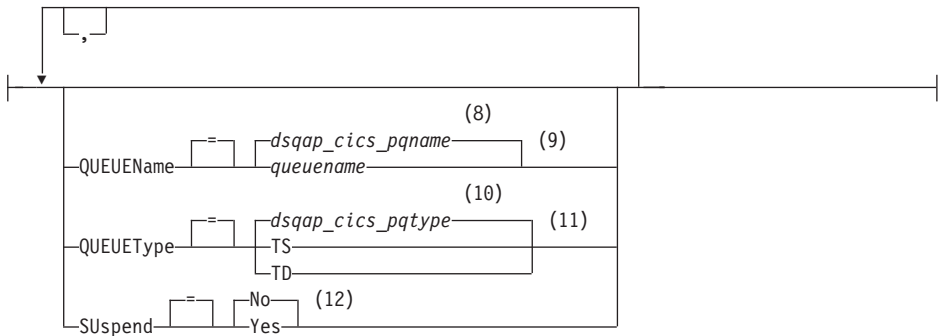 ,
(8)
= dsqap_cics_pqname (9)
QUEUEName queuename
(10)
= dsqap_cics_pqtype (11)
QUEUEType TS
TD
= No (12)
SUspend Yes